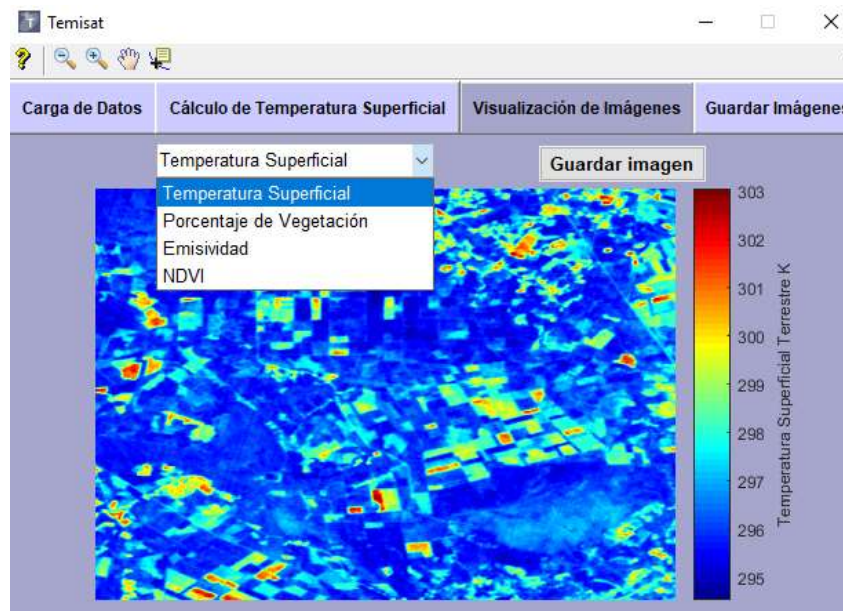 Temisat
Carga de Datos
Cálculo de Temperatura Superficial
Visualización de Imágenes
Guardar Imágenes
Temperatura Superficial
Guardar imagen
Temperatura Superficial
Porcentaje de Vegetación
Emisividad
NDVI
303
302
301
300
299
298
297
296
295
Temperatura Superficial Terrestre K